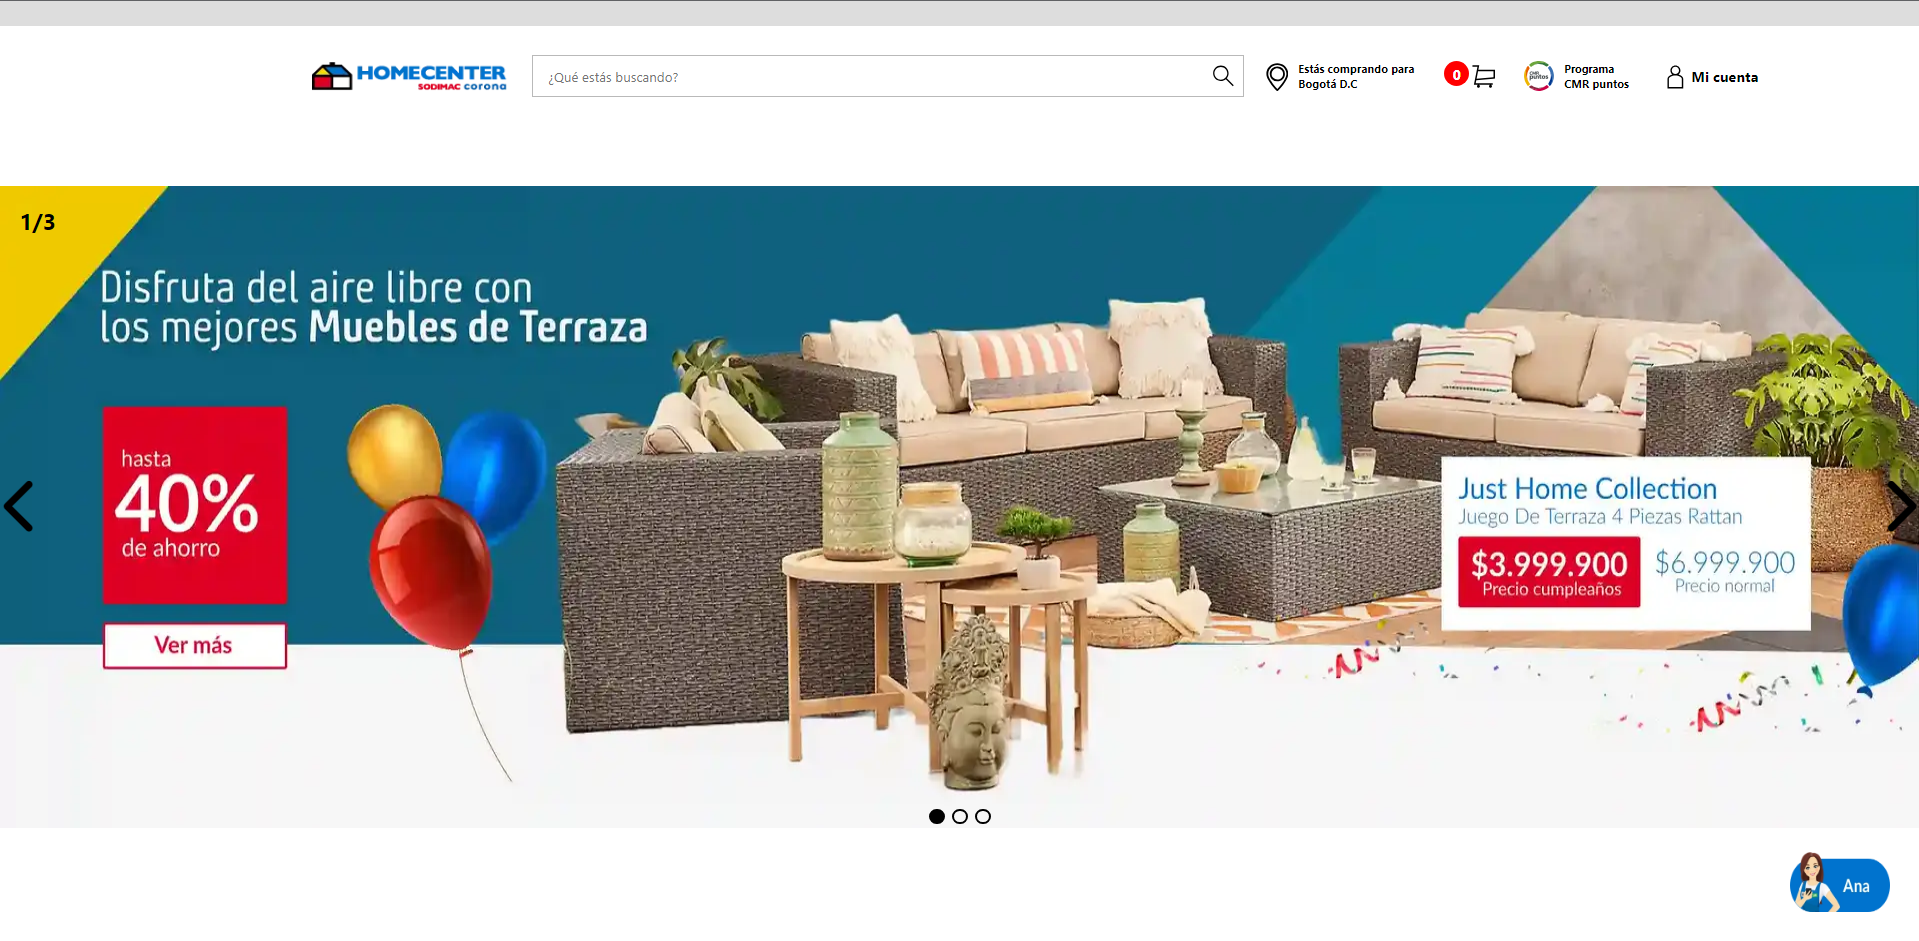 HOMECENTER
SODIMAC corona
¿Qué estás buscando?
Estás comprando para
Bogotá D.C
0
CMR
puntos
Programa
CMR puntos
Mi cuenta
1/3
Disfruta del aire libre con
los mejores Muebles de Terraza
hasta
40%
de ahorro
Ver más
Just Home Collection
Juego De Terraza 4 Piezas Rattan
$3.999.900
Precio cumpleaños
$6.999.900
Precio normal
Ana